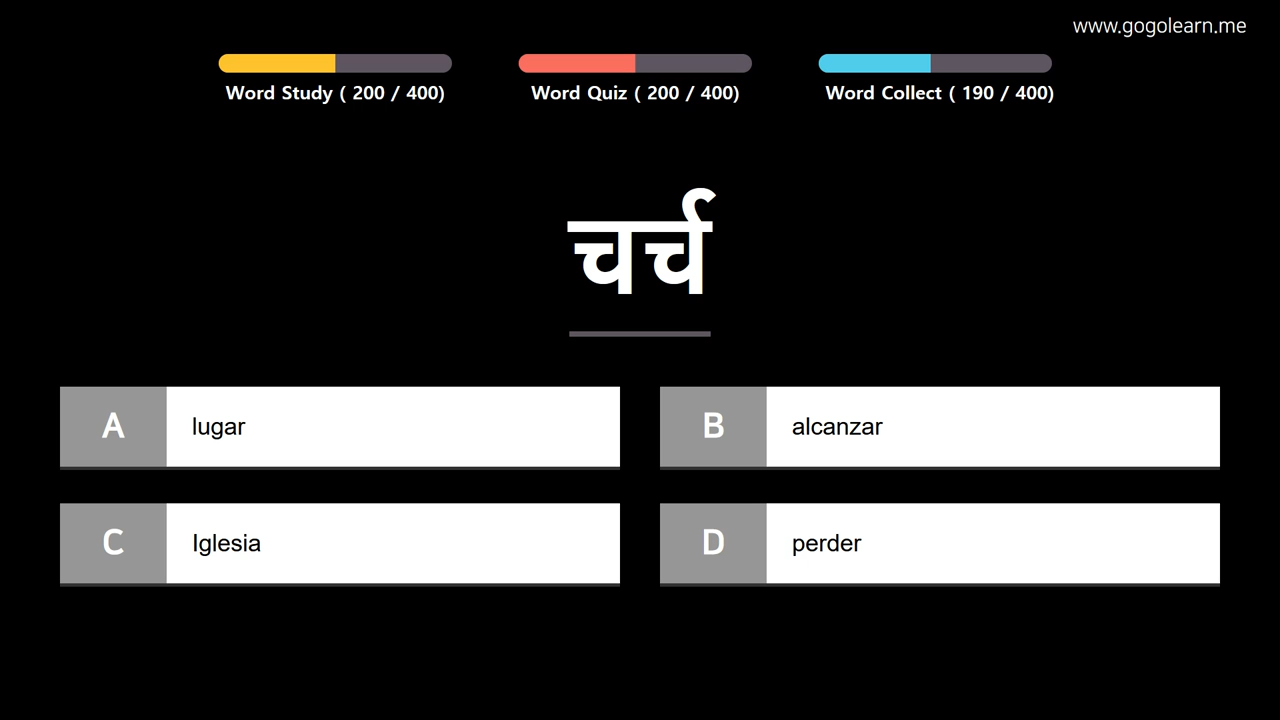 www.gogolearn.me
Word Study ( 200 / 400)
Word Quiz ( 200 / 400)
Word Collect ( 190 / 400)
चर्च
A lugar
B alcanzar
C Iglesia
D perder